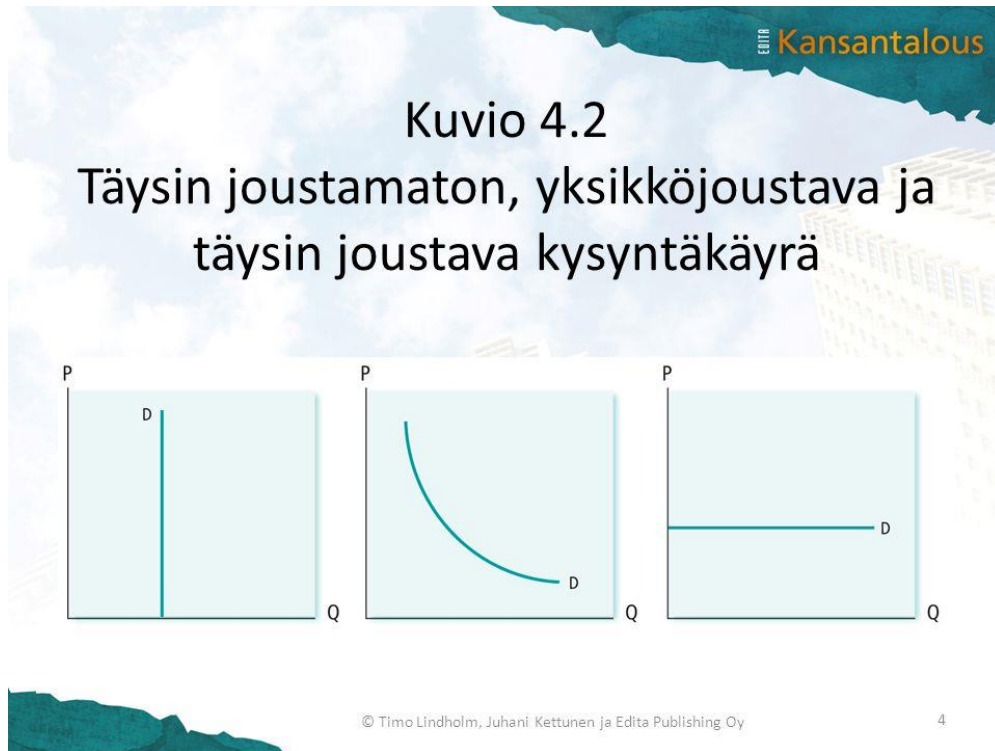 EDITA Kansantalous
Kuvio 4.2
Täysin joustamaton, yksikköjoustava ja
täysin joustava kysyntäkäyrä
P
D
Q
P
D
Q
P
D
Q
© Timo Lindholm, Juhani Kettunen ja Edita Publishing Oy
4